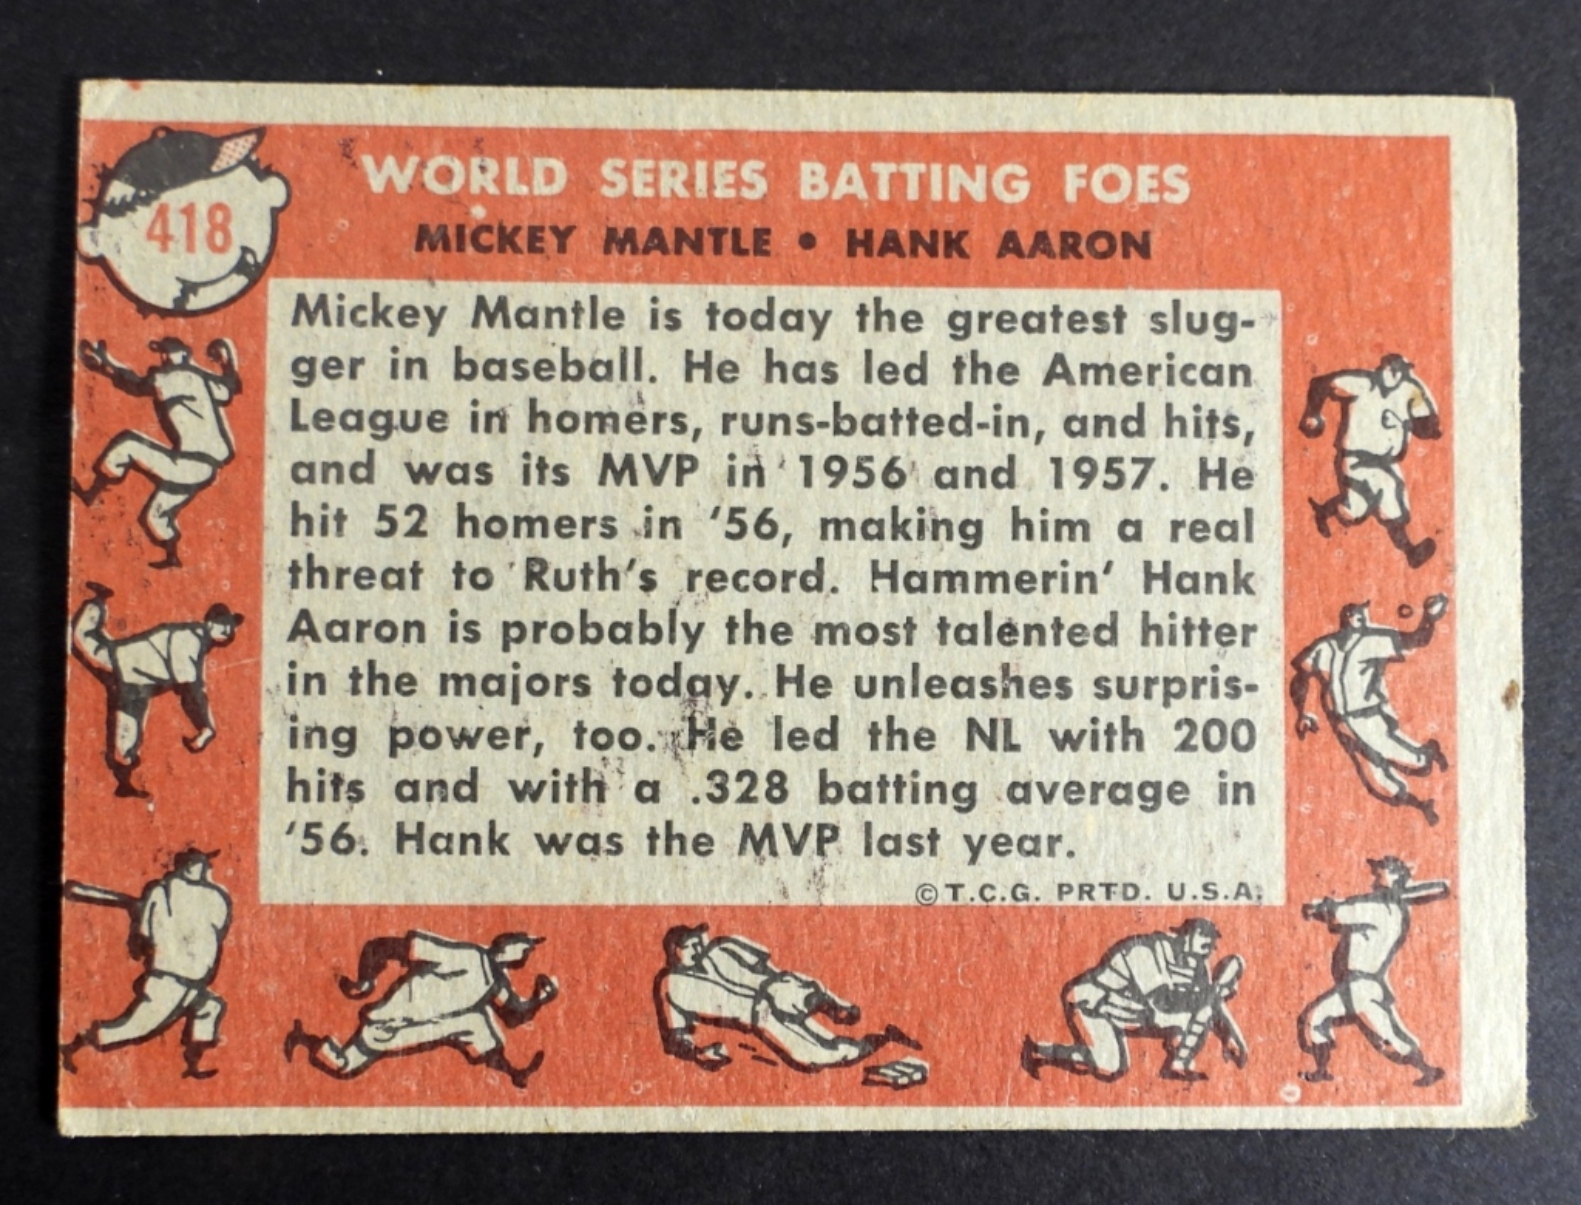 418
WORLD SERIES BATTING FOES
MICKEY MANTLE • HANK AARON
Mickey Mantle is today the greatest slug-
ger in baseball. He has led the American
League in homers, runs-batted-in, and hits,
and was its MVP in 1956 and 1957. He
hit 52 homers in '56, making him a real
threat to Ruth's record. Hammerin' Hank
Aaron is probably the most talented hitter
in the majors today. He unleashes surpris-
ing power, too. He led the NL with 200
hits and with a .328 batting average in
'56. Hank was the MVP last year.
© T.C.G. PRTD. U.S.A.